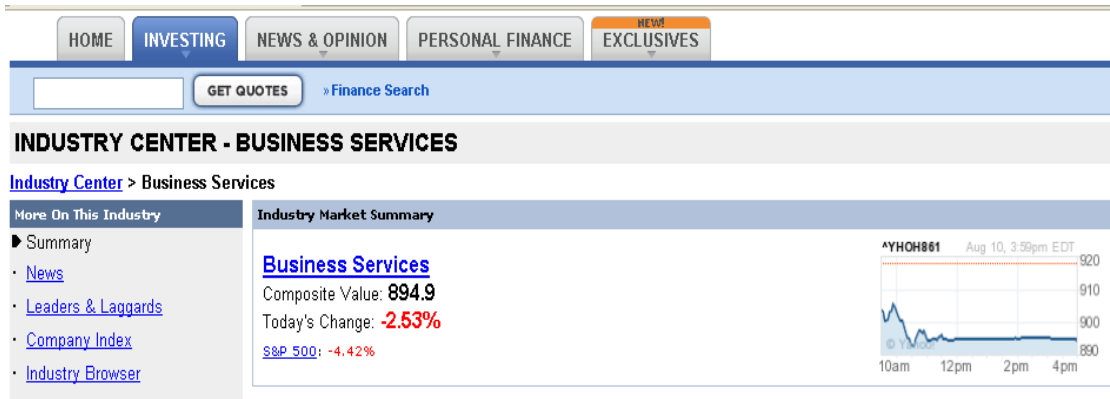 HOME INVESTING NEWS & OPINION PERSONAL FINANCE NEW! EXCLUSIVES
GET QUOTES » Finance Search
INDUSTRY CENTER - BUSINESS SERVICES
Industry Center > Business Services
More On This Industry
Summary
· News
· Leaders & Laggards
· Company Index
· Industry Browser
Industry Market Summary
Business Services
Composite Value: 894.9
Today's Change: -2.53%
S&P 500: -4.42%
^YHOH861 Aug 10, 3:59pm EDT
920
910
900
890
© Yahoo!
10am 12pm 2pm 4pm